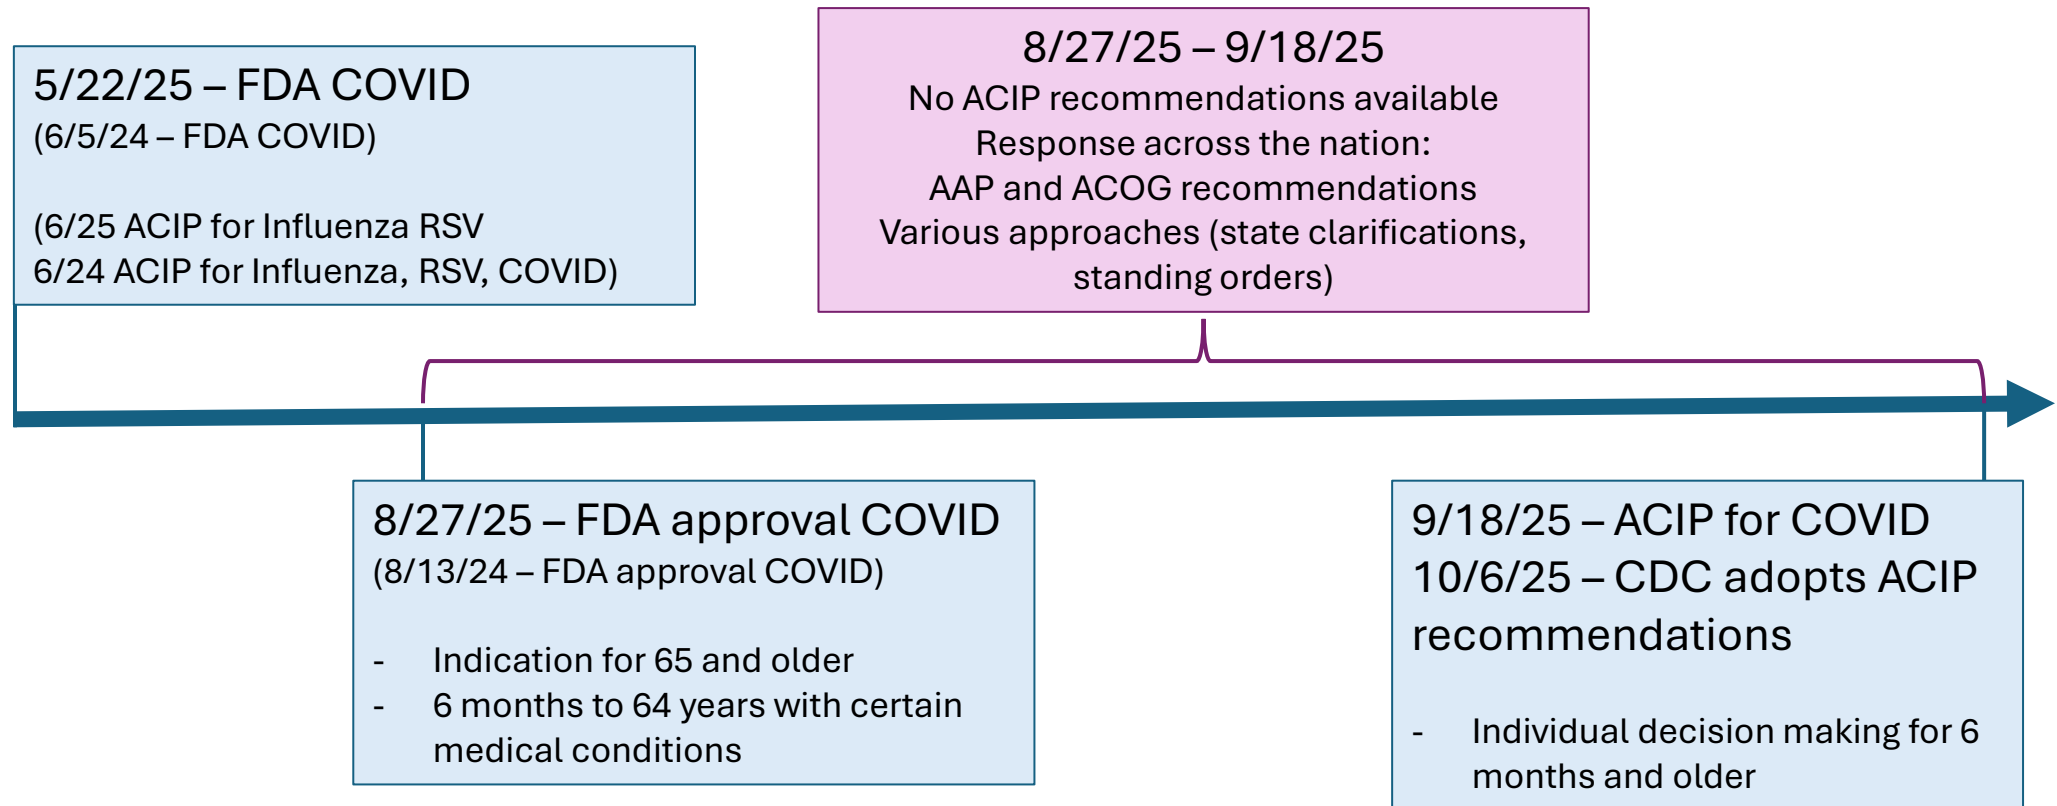 5/22/25 – FDA COVID
(6/5/24 – FDA COVID)
(6/25 ACIP for Influenza RSV
6/24 ACIP for Influenza, RSV, COVID)
8/27/25 – 9/18/25
No ACIP recommendations available
Response across the nation:
AAP and ACOG recommendations
Various approaches (state clarifications,
standing orders)
8/27/25 – FDA approval COVID
(8/13/24 – FDA approval COVID)
- Indication for 65 and older
- 6 months to 64 years with certain
medical conditions
9/18/25 – ACIP for COVID
10/6/25 – CDC adopts ACIP
recommendations
- Individual decision making for 6
months and older